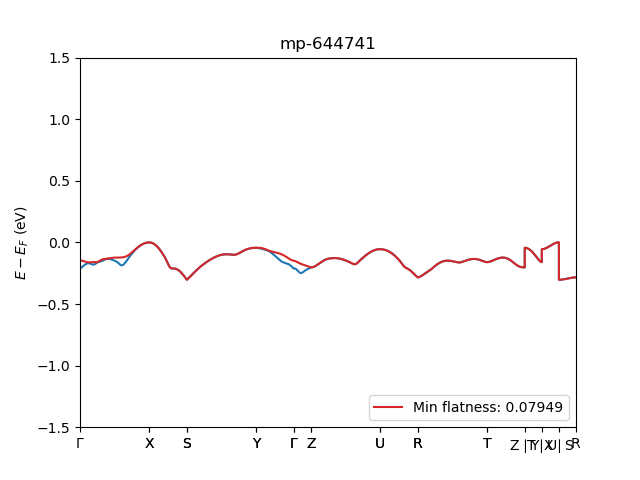 mp-644741
E − E_F (eV)
1.5
1.0
0.5
0.0
−0.5
−1.0
−1.5
Min flatness: 0.07949
Γ X S Y Γ Z U R T Z | T Y | X U | S R